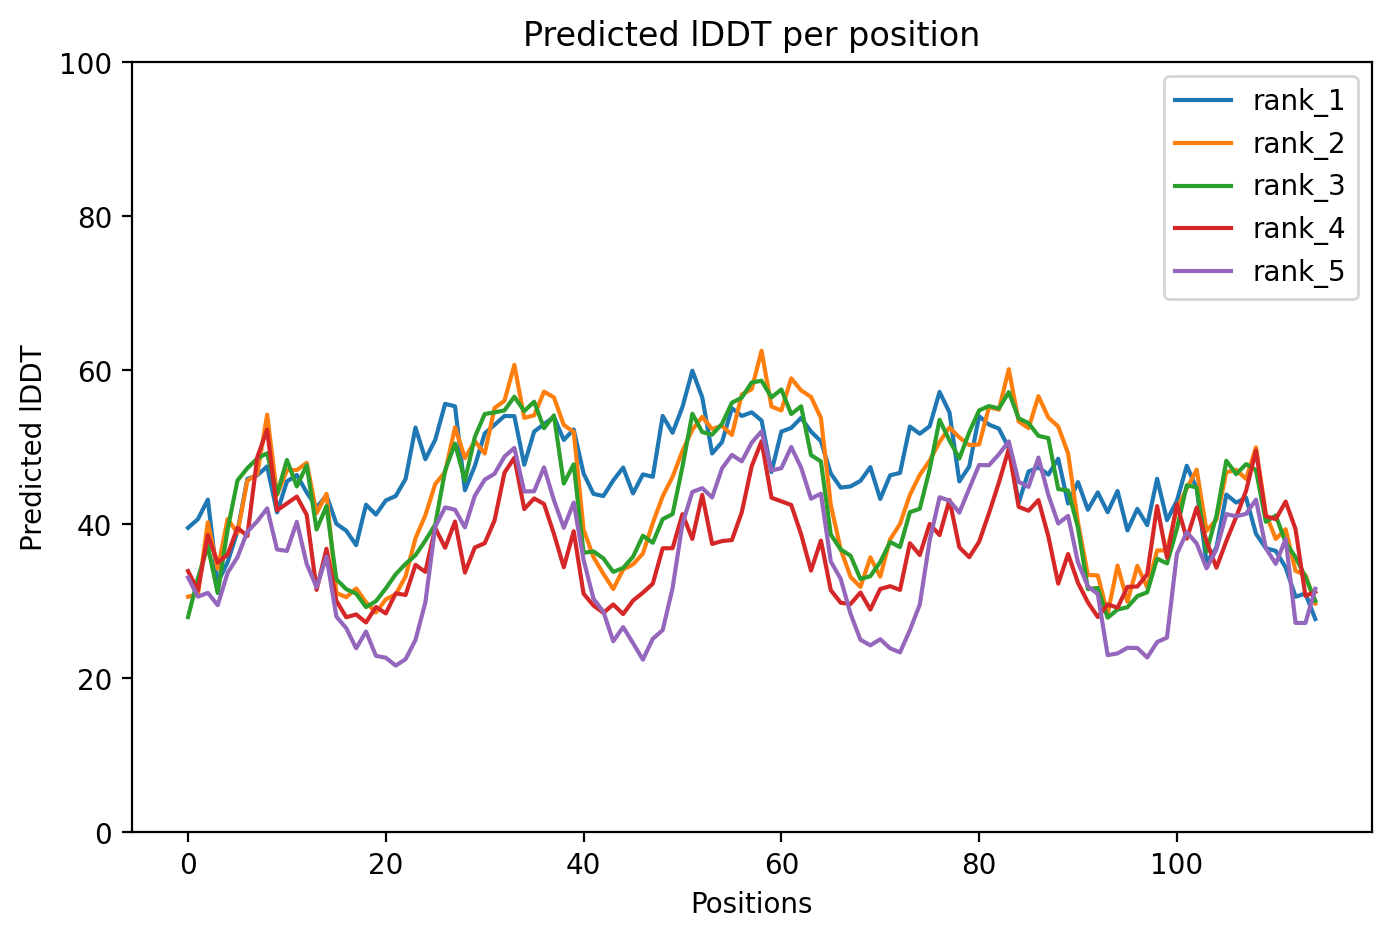 Predicted lDDT per position
100
80
60
40
20
0
Predicted lDDT
0 20 40 60 80 100
Positions
rank_1
rank_2
rank_3
rank_4
rank_5